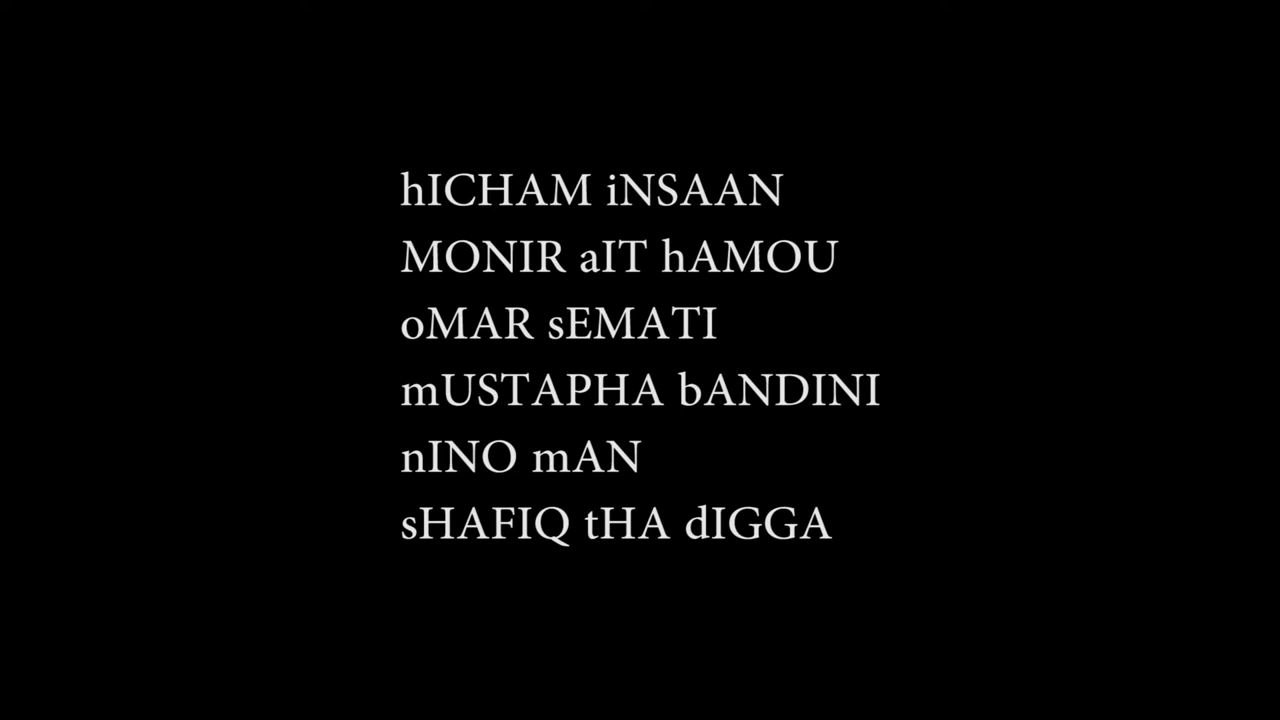 hICHAM iNSAAN
MONIR aIT hAMOU
oMAR sEMATI
mUSTAPHA bANDINI
nINO mAN
sHAFIQ tHA dIGGA